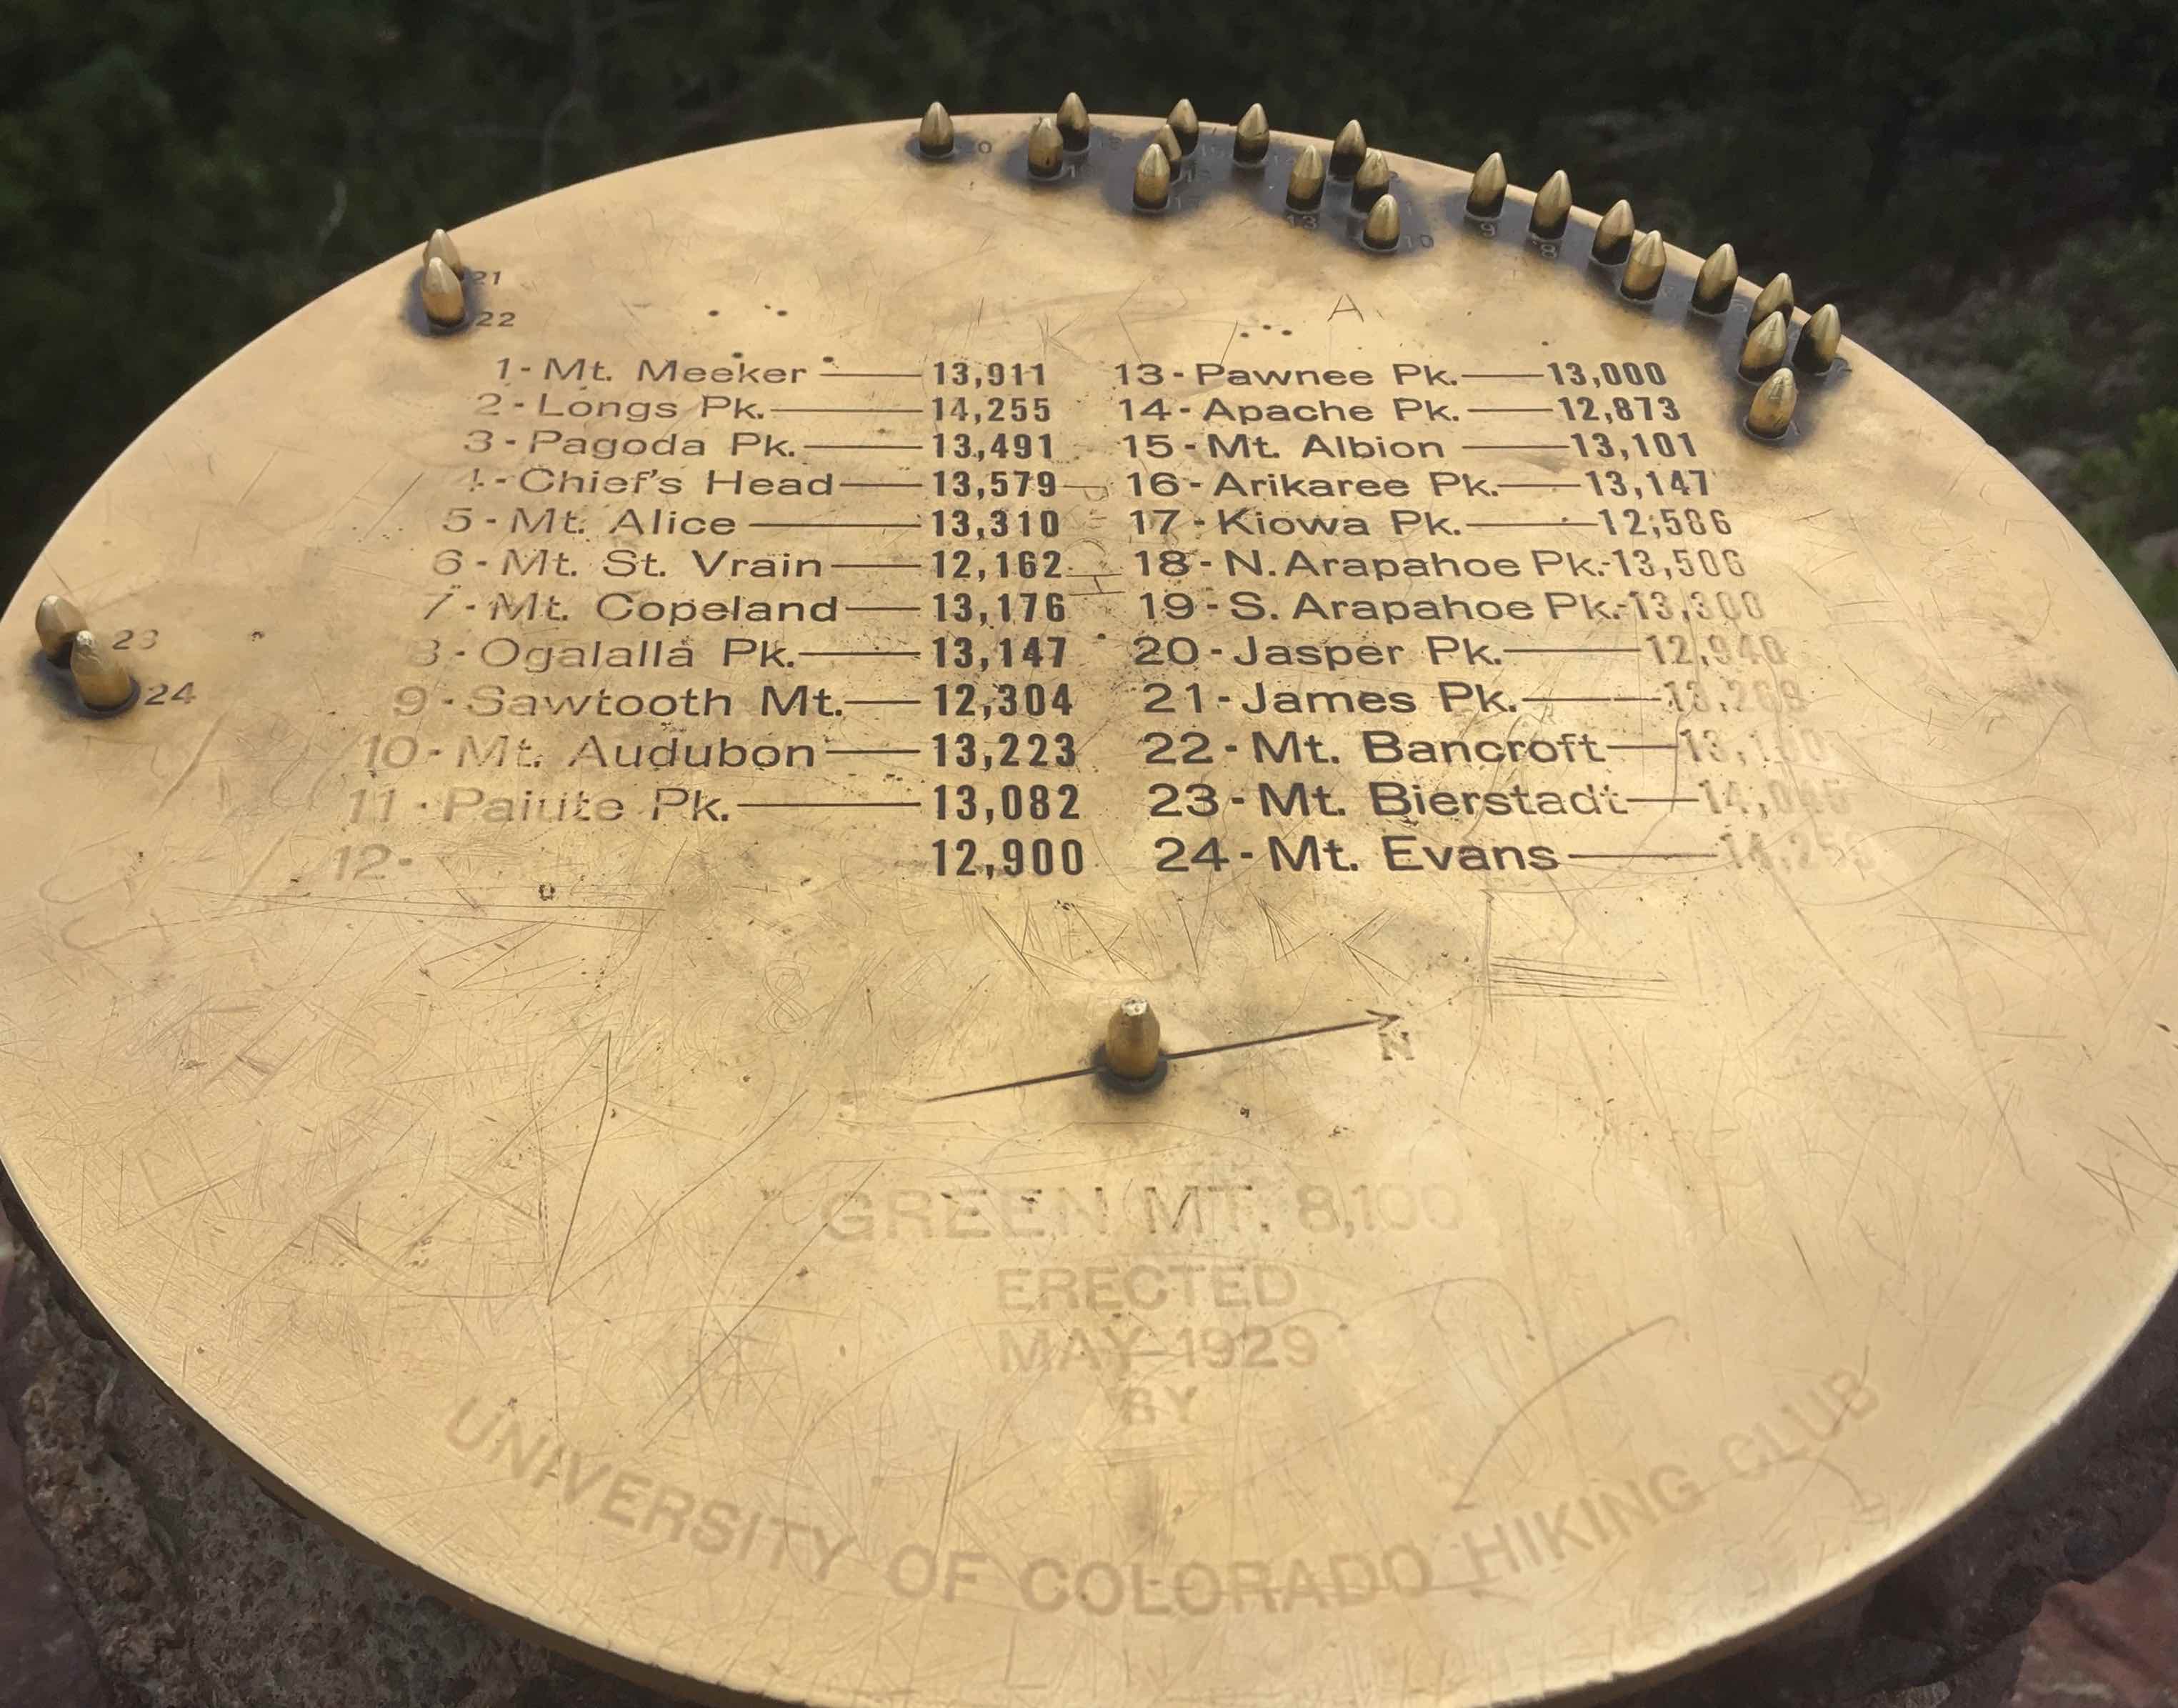 21
22
23
24
13
10
9
8
1-Mt. Meeker 13,911
2-Longs Pk. 14,255
3-Pagoda Pk. 13,491
4-Chief's Head 13,579
5-Mt. Alice 13,310
6-Mt. St. Vrain 12,162
7-Mt. Copeland 13,176
8-Ogalalla Pk. 13,147
9-Sawtooth Mt. 12,304
10-Mt. Audubon 13,223
11-Paiute Pk. 13,082
12- 12,900
13-Pawnee Pk. 13,000
14-Apache Pk. 12,873
15-Mt. Albion 13,101
16-Arikaree Pk. 13,147
17-Kiowa Pk. 12,586
18-N. Arapahoe Pk. 13,506
19-S. Arapahoe Pk. 13,300
20-Jasper Pk. 12,940
21-James Pk.
22-Mt. Bancroft
23-Mt. Bierstadt
24-Mt. Evans
N
GREEN MT. 8,100
ERECTED
MAY 1929
BY
UNIVERSITY OF COLORADO HIKING CLUB